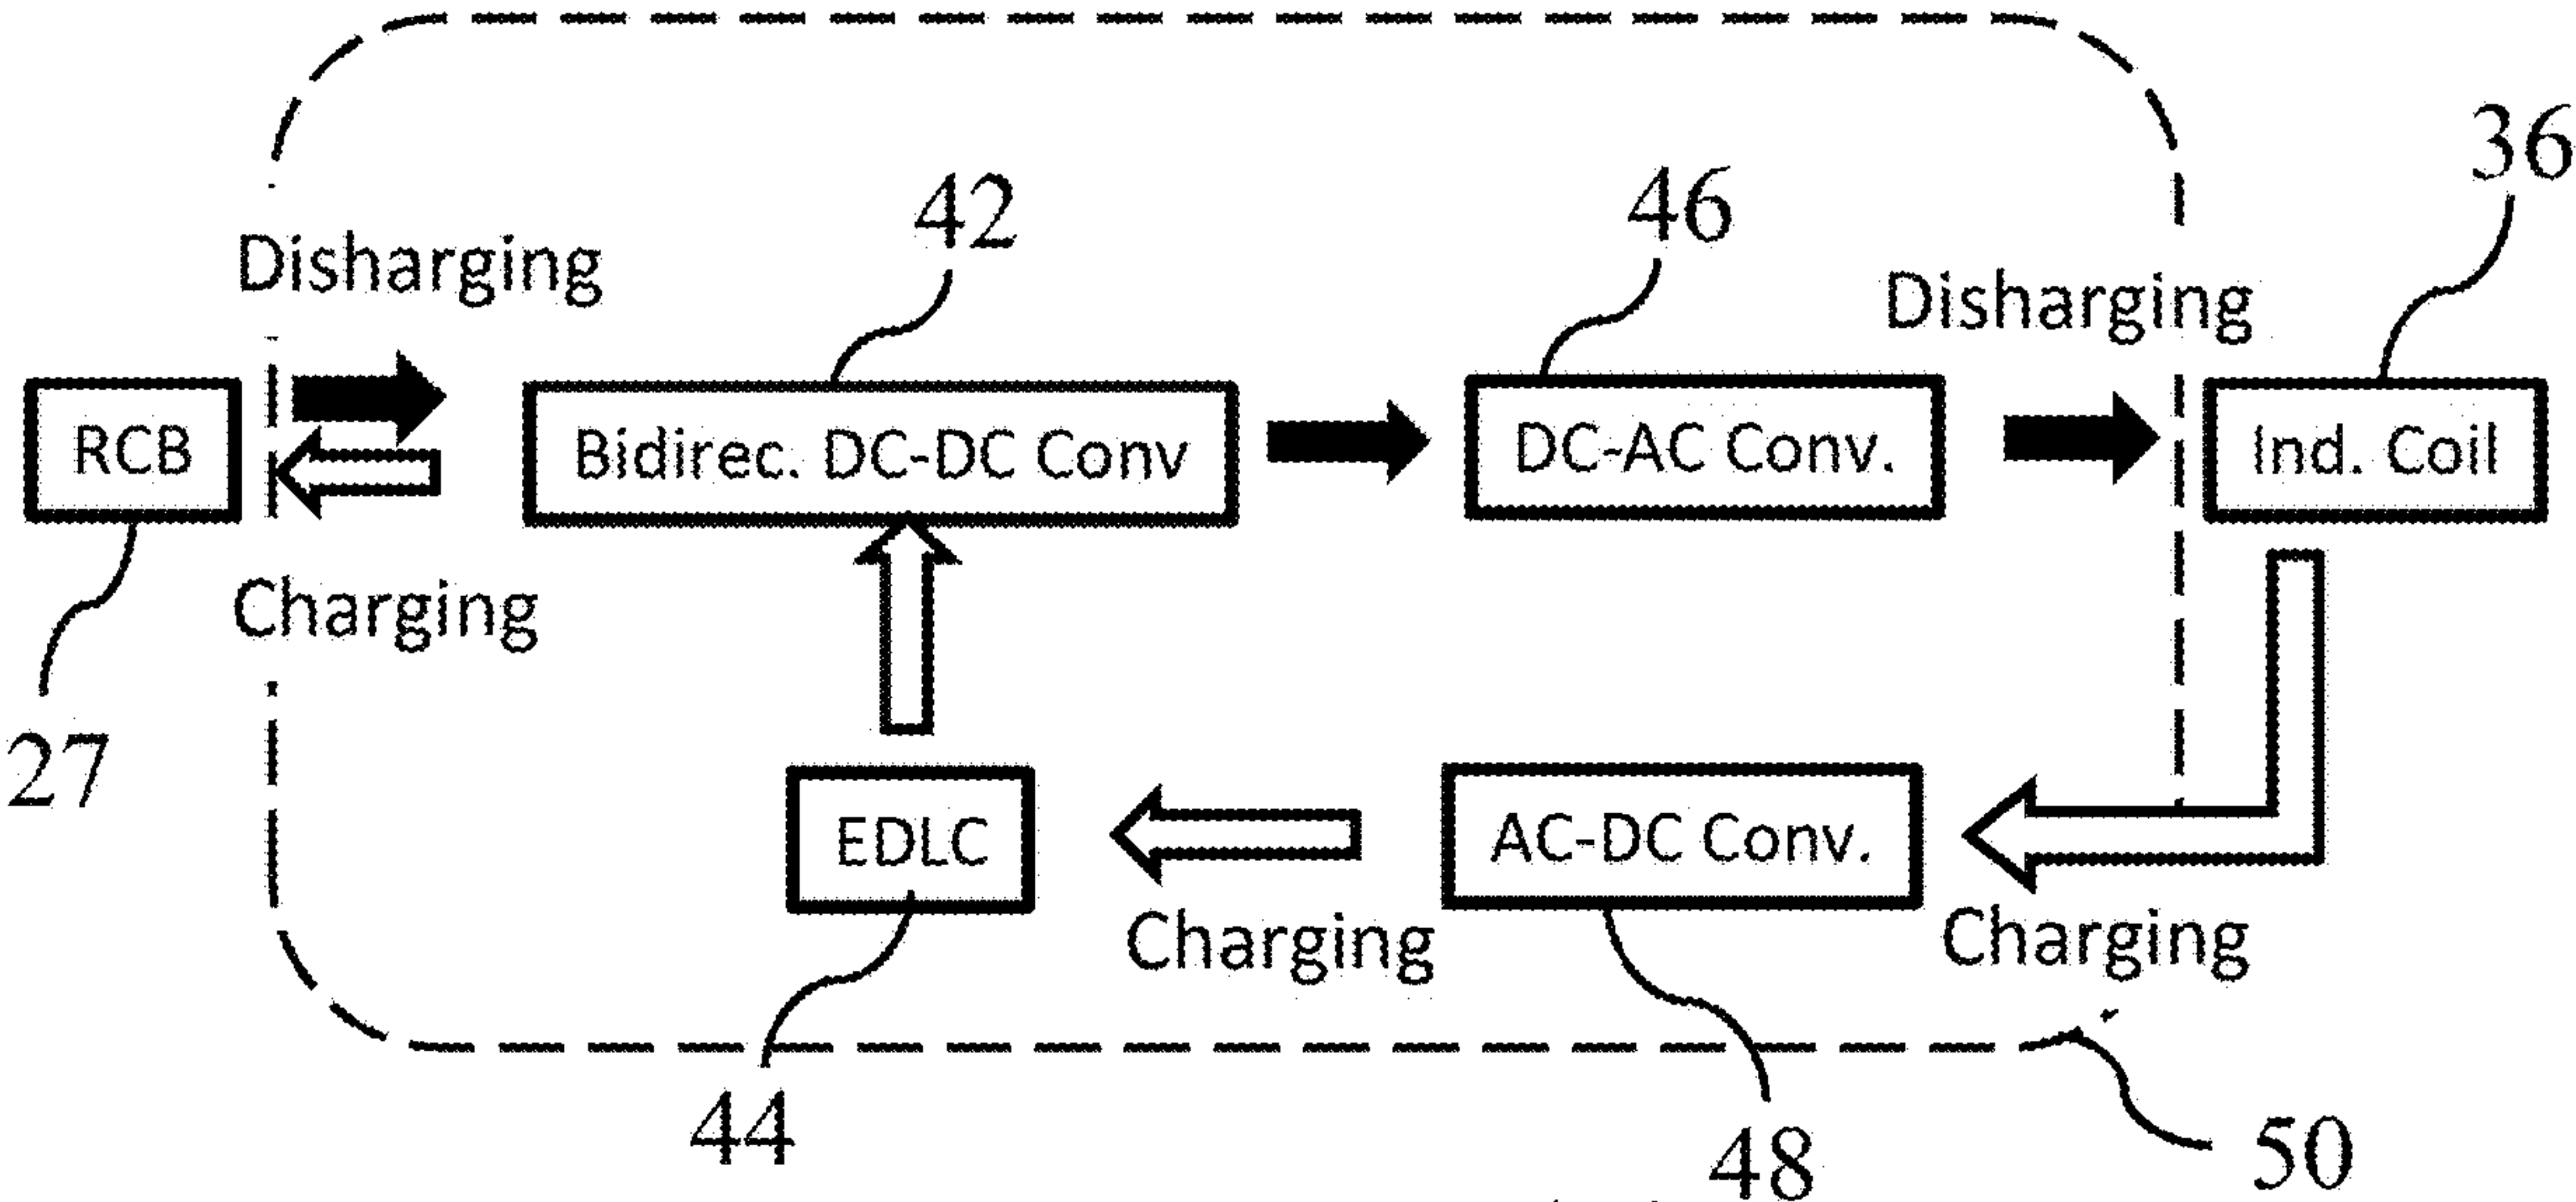 36
42
46
Disharging
Disharging
RCB
Bidirec. DC-DC Conv
DC-AC Conv.
Ind. Coil
Charging
27
EDLC
AC-DC Conv.
Charging
Charging
44
48
50